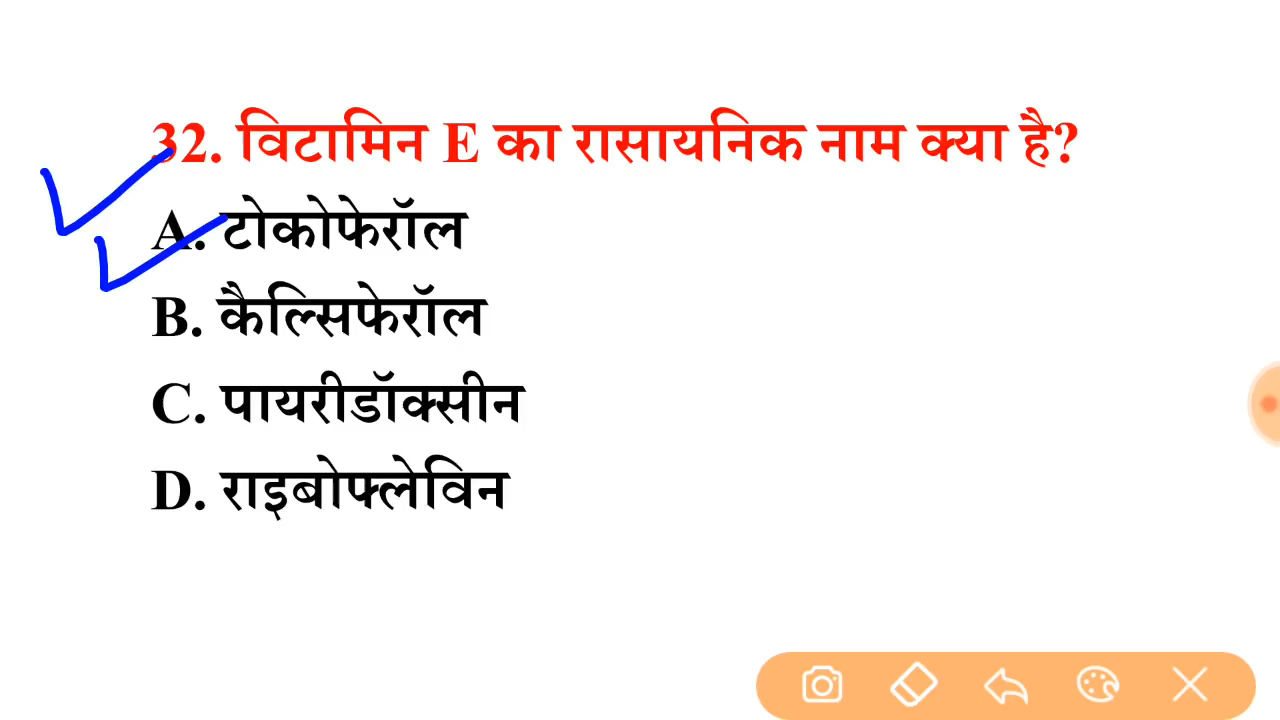 32. विटामिन E का रासायनिक नाम क्या है?
A. टोकोफेरॉल
B. कैल्सिफेरॉल
C. पायरीडॉक्सीन
D. राइबोफ्लेविन